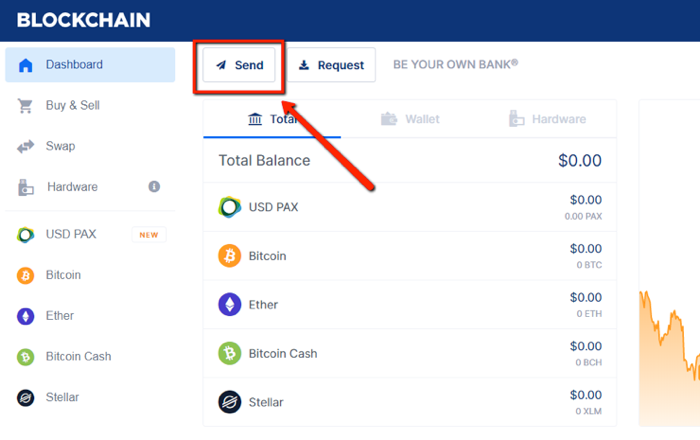 BLOCKCHAIN
Dashboard
Buy & Sell
Swap
Hardware
USD PAX NEW
Bitcoin
Ether
Bitcoin Cash
Stellar
Send Request BE YOUR OWN BANK®
Total Wallet Hardware
Total Balance $0.00
USD PAX $0.00
0.00 PAX
Bitcoin $0.00
0 BTC
Ether $0.00
0 ETH
Bitcoin Cash $0.00
0 BCH
Stellar $0.00
0 XLM